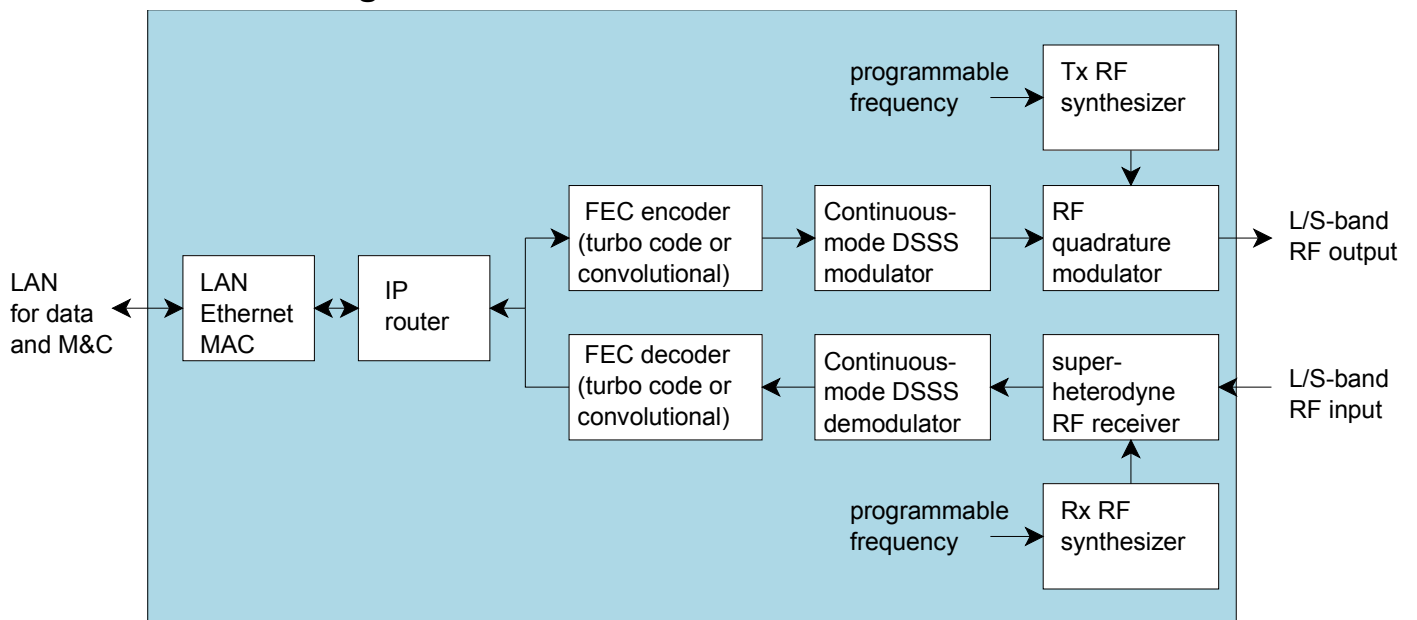 programmable
frequency
Tx RF
synthesizer
FEC encoder
(turbo code or
convolutional)
Continuous-
mode DSSS
modulator
RF
quadrature
modulator
L/S-band
RF output
LAN
for data
and M&C
LAN
Ethernet
MAC
IP
router
FEC decoder
(turbo code or
convolutional)
Continuous-
mode DSSS
demodulator
super-
heterodyne
RF receiver
L/S-band
RF input
programmable
frequency
Rx RF
synthesizer